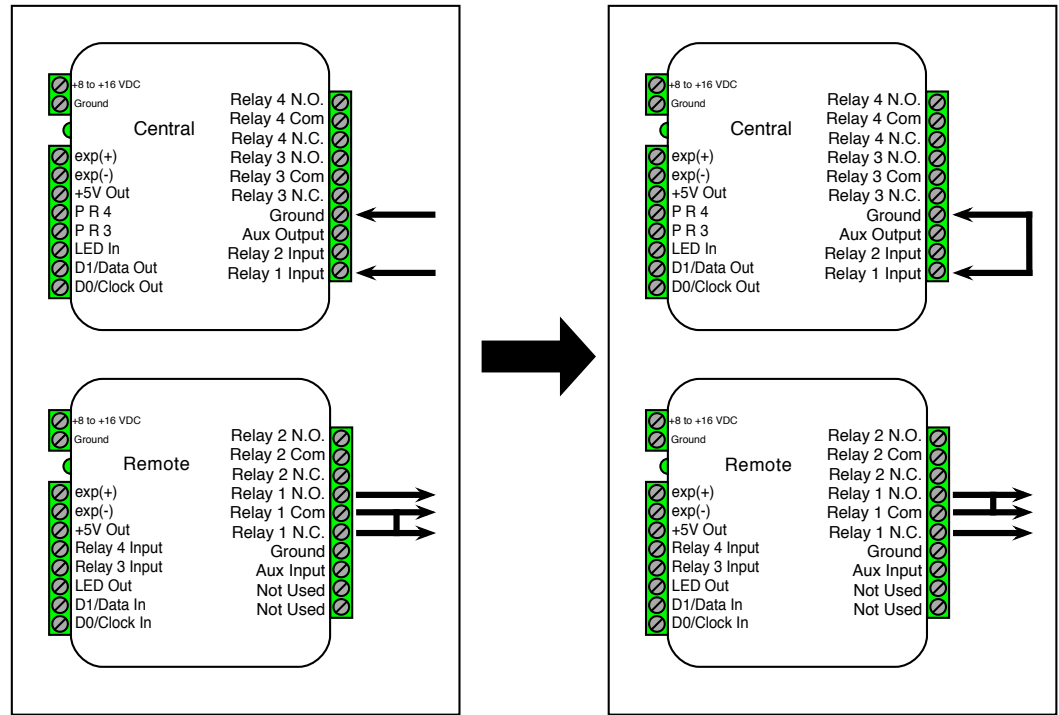 +8 to +16 VDC
Ground
Central
exp(+)
exp(-)
+5V Out
P R 4
P R 3
LED In
D1/Data Out
D0/Clock Out
Relay 4 N.O.
Relay 4 Com
Relay 4 N.C.
Relay 3 N.O.
Relay 3 Com
Relay 3 N.C.
Ground
Aux Output
Relay 2 Input
Relay 1 Input
+8 to +16 VDC
Ground
Remote
exp(+)
exp(-)
+5V Out
Relay 4 Input
Relay 3 Input
LED Out
D1/Data In
D0/Clock In
Relay 2 N.O.
Relay 2 Com
Relay 2 N.C.
Relay 1 N.O.
Relay 1 Com
Relay 1 N.C.
Ground
Aux Input
Not Used
Not Used
+8 to +16 VDC
Ground
Central
exp(+)
exp(-)
+5V Out
P R 4
P R 3
LED In
D1/Data Out
D0/Clock Out
Relay 4 N.O.
Relay 4 Com
Relay 4 N.C.
Relay 3 N.O.
Relay 3 Com
Relay 3 N.C.
Ground
Aux Output
Relay 2 Input
Relay 1 Input
+8 to +16 VDC
Ground
Remote
exp(+)
exp(-)
+5V Out
Relay 4 Input
Relay 3 Input
LED Out
D1/Data In
D0/Clock In
Relay 2 N.O.
Relay 2 Com
Relay 2 N.C.
Relay 1 N.O.
Relay 1 Com
Relay 1 N.C.
Ground
Aux Input
Not Used
Not Used